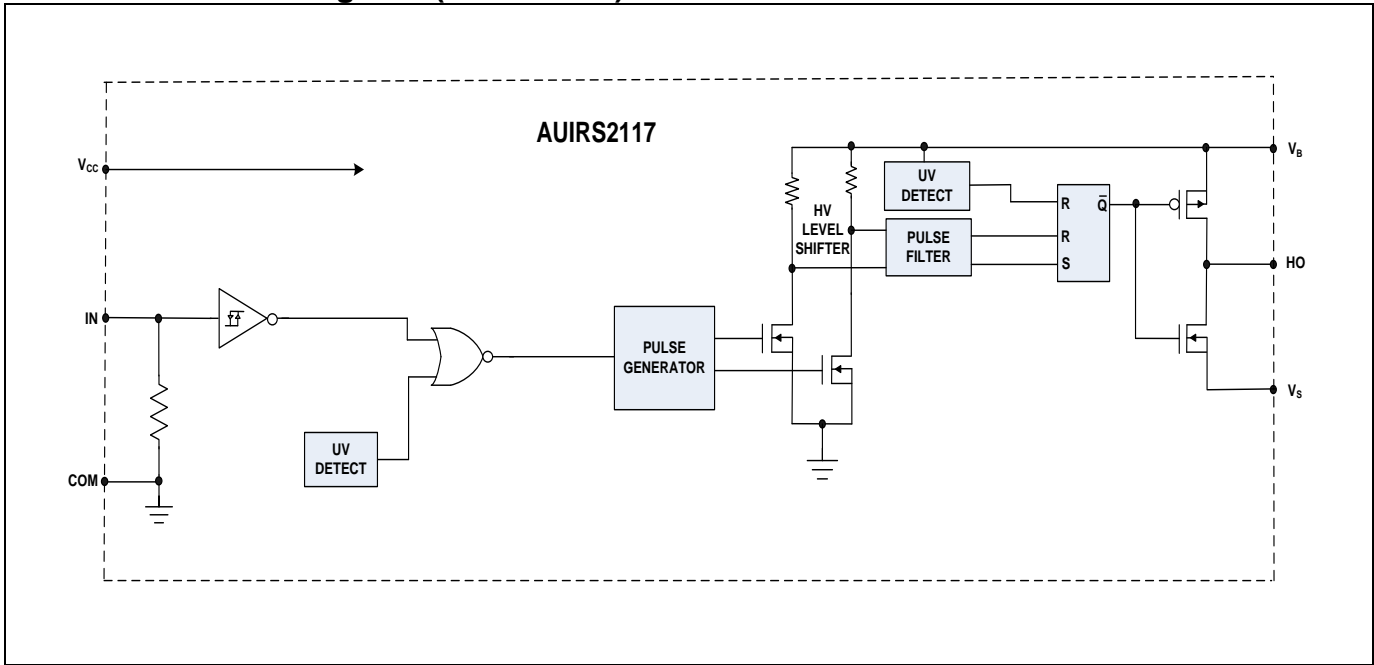 AUIRS2117
VCC
VB
UV
DETECT
R
Q̅
HV
LEVEL
SHIFTER
PULSE
FILTER
R
S
HO
IN
PULSE
GENERATOR
UV
DETECT
VS
COM